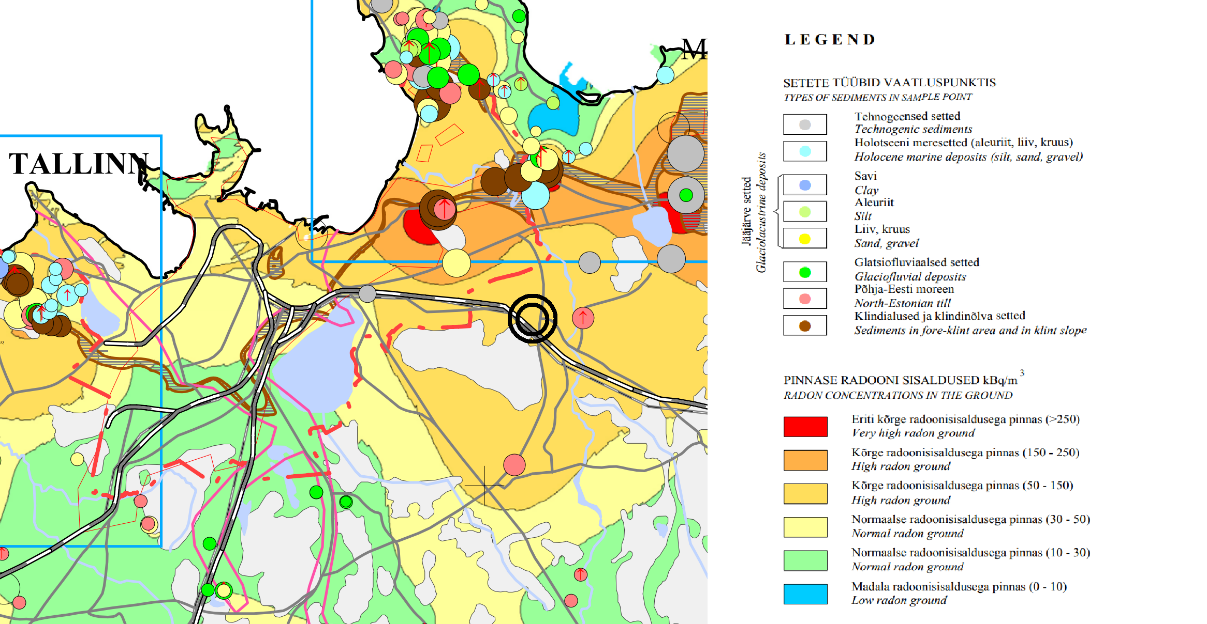 TALLINN
M
LEGEND
SETETE TÜÜBID VAATLUSPUNKTIS
TYPES OF SEDIMENTS IN SAMPLE POINT
Tehnogeensed setted
Technogenic sediments
Holotseeni meresetted (aleuriit, liiv, kruus)
Holocene marine deposits (silt, sand, gravel)
Jääjärve setted
Glaciolacustrine deposits
Savi
Clay
Aleuriit
Silt
Liiv, kruus
Sand, gravel
Glatsiofluviaalsed setted
Glaciofluvial deposits
Põhja-Eesti moreen
North-Estonian till
Klindialused ja klindinõlva setted
Sediments in fore-klint area and in klint slope
PINNASE RADOONI SISALDUSED kBq/m³
RADON CONCENTRATIONS IN THE GROUND
Eriti kõrge radoonisisaldusega pinnas (>250)
Very high radon ground
Kõrge radoonisisaldusega pinnas (150 - 250)
High radon ground
Kõrge radoonisisaldusega pinnas (50 - 150)
High radon ground
Normaalse radoonisisaldusega pinnas (30 - 50)
Normal radon ground
Normaalse radoonisisaldusega pinnas (10 - 30)
Normal radon ground
Madala radoonisisaldusega pinnas (0 - 10)
Low radon ground